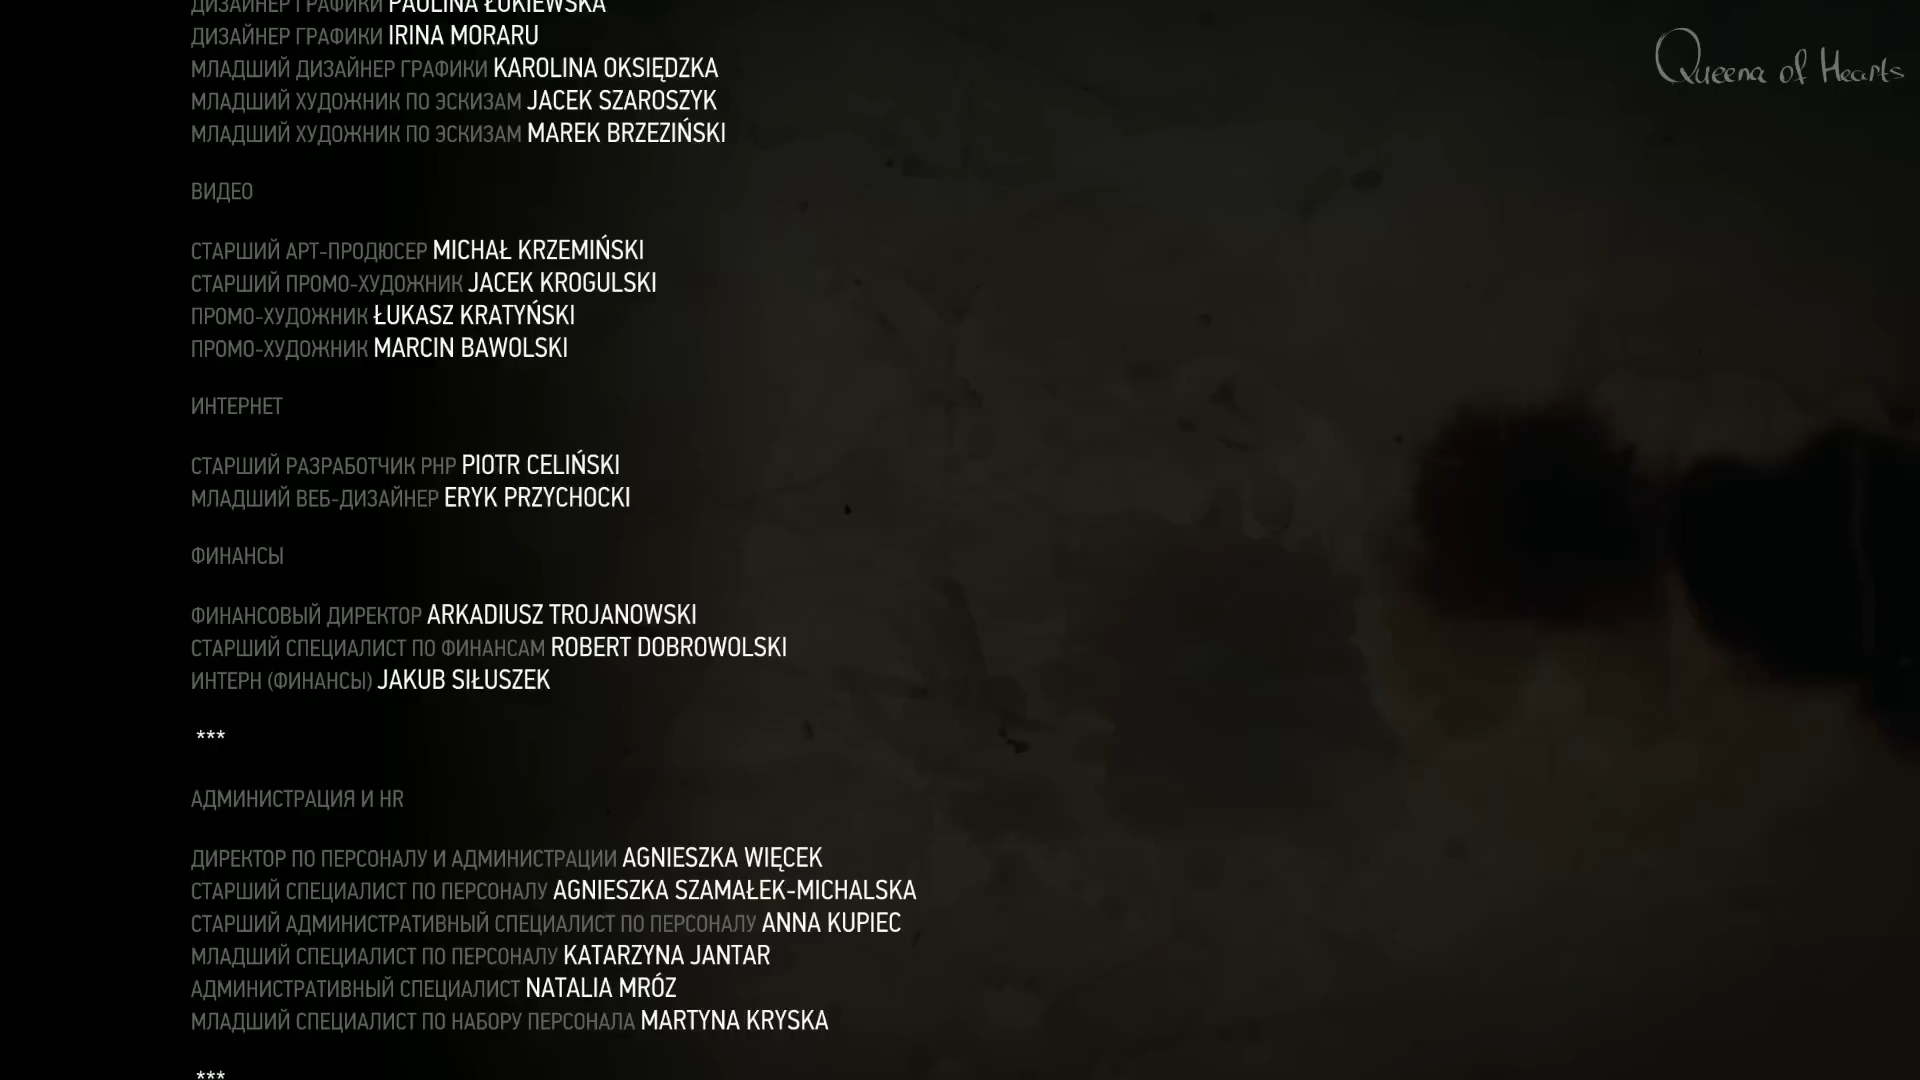 ДИЗАЙНЕР ГРАФИКИ PAULINA ŁUKIEWSKA
Queena of Hearts
ДИЗАЙНЕР ГРАФИКИ IRINA MORARU
МЛАДШИЙ ДИЗАЙНЕР ГРАФИКИ KAROLINA OKSIĘDZKA
МЛАДШИЙ ХУДОЖНИК ПО ЭСКИЗАМ JACEK SZAROSZYK
МЛАДШИЙ ХУДОЖНИК ПО ЭСКИЗАМ MAREK BRZEZIŃSKI
ВИДЕО
СТАРШИЙ АРТ-ПРОДЮСЕР MICHAŁ KRZEMIŃSKI
СТАРШИЙ ПРОМО-ХУДОЖНИК JACEK KROGULSKI
ПРОМО-ХУДОЖНИК ŁUKASZ KRATYŃSKI
ПРОМО-ХУДОЖНИК MARCIN BAWOLSKI
ИНТЕРНЕТ
СТАРШИЙ РАЗРАБОТЧИК PHP PIOTR CELIŃSKI
МЛАДШИЙ ВЕБ-ДИЗАЙНЕР ERYK PRZYCHOCKI
ФИНАНСЫ
ФИНАНСОВЫЙ ДИРЕКТОР ARKADIUSZ TROJANOWSKI
СТАРШИЙ СПЕЦИАЛИСТ ПО ФИНАНСАМ ROBERT DOBROWOLSKI
ИНТЕРН (ФИНАНСЫ) JAKUB SIŁUSZEK
***
АДМИНИСТРАЦИЯ И HR
ДИРЕКТОР ПО ПЕРСОНАЛУ И АДМИНИСТРАЦИИ AGNIESZKA WIĘCEK
СТАРШИЙ СПЕЦИАЛИСТ ПО ПЕРСОНАЛУ AGNIESZKA SZAMAŁEK-MICHALSKA
СТАРШИЙ АДМИНИСТРАТИВНЫЙ СПЕЦИАЛИСТ ПО ПЕРСОНАЛУ ANNA KUPIEC
МЛАДШИЙ СПЕЦИАЛИСТ ПО ПЕРСОНАЛУ KATARZYNA JANTAR
АДМИНИСТРАТИВНЫЙ СПЕЦИАЛИСТ NATALIA MRÓZ
МЛАДШИЙ СПЕЦИАЛИСТ ПО НАБОРУ ПЕРСОНАЛА MARTYNA KRYSKA
***